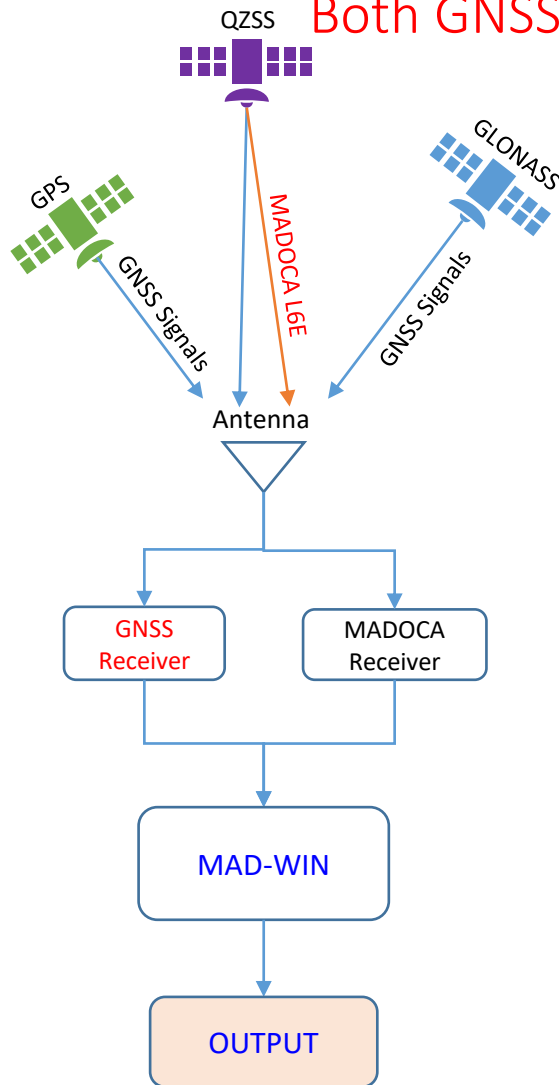 Both GNSS
QZSS
GPS
GLONASS
GNSS Signals
MADOCA L6E
GNSS Signals
Antenna
GNSS
Receiver
MADOCA
Receiver
MAD-WIN
OUTPUT